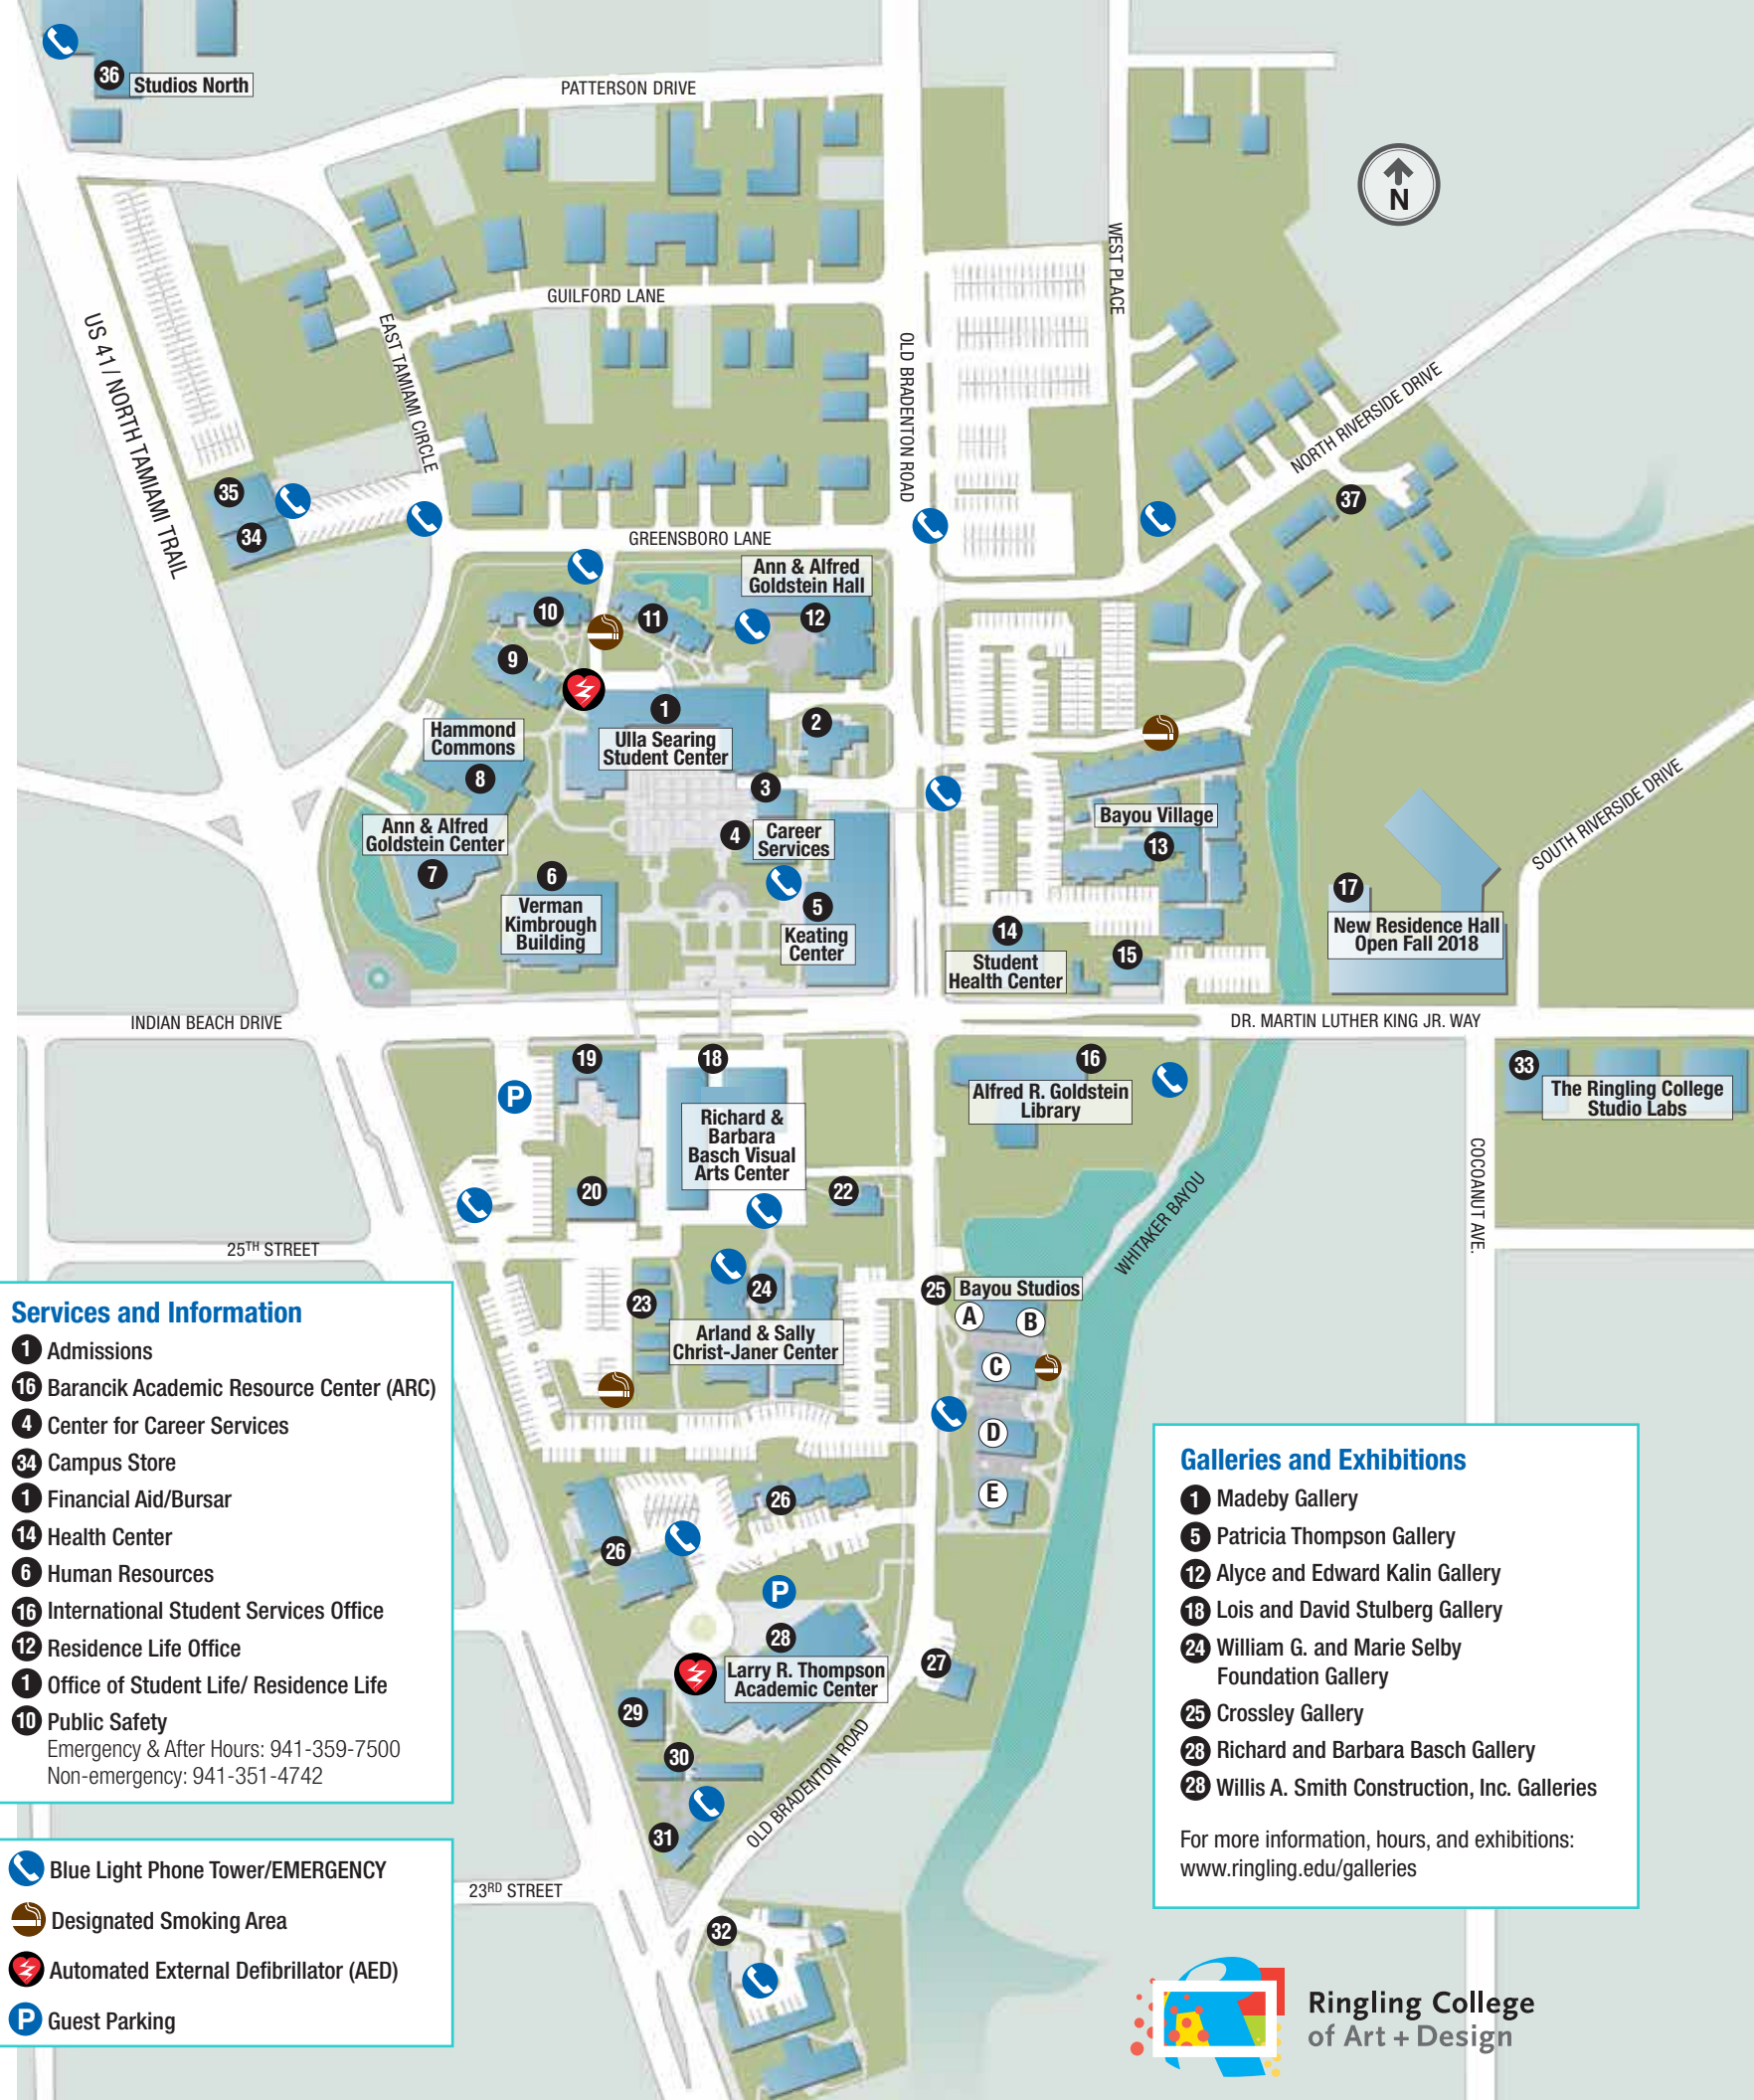 36 Studios North
PATTERSON DRIVE
N
WEST PLACE
GUILFORD LANE
US 41 / NORTH TAMIAMI TRAIL
EAST TAMIAMI CIRCLE
OLD BRADENTON ROAD
NORTH RIVERSIDE DRIVE
35
34
37
GREENSBORO LANE
Ann & Alfred
Goldstein Hall
10
11
12
9
1
Ulla Searing
Student Center
2
Hammond
Commons
8
3
4
Career
Services
Bayou Village
13
Ann & Alfred
Goldstein Center
7
6
Verman
Kimbrough
Building
5
Keating
Center
SOUTH RIVERSIDE DRIVE
17
New Residence Hall
Open Fall 2018
14
Student
Health Center
15
INDIAN BEACH DRIVE
DR. MARTIN LUTHER KING JR. WAY
19
18
16
Alfred R. Goldstein
Library
33
The Ringling College
Studio Labs
P
Richard &
Barbara
Basch Visual
Arts Center
COCOANUT AVE.
20
22
WHITAKER BAYOU
25TH STREET
23
24
Arland & Sally
Christ-Janer Center
25 Bayou Studios
A
B
C
D
E
26
26
P
28
Larry R. Thompson
Academic Center
27
29
30
31
OLD BRADENTON ROAD
23RD STREET
32
Services and Information
1 Admissions
16 Barancik Academic Resource Center (ARC)
4 Center for Career Services
34 Campus Store
1 Financial Aid/Bursar
14 Health Center
6 Human Resources
16 International Student Services Office
12 Residence Life Office
1 Office of Student Life/ Residence Life
10 Public Safety
Emergency & After Hours: 941-359-7500
Non-emergency: 941-351-4742
Blue Light Phone Tower/EMERGENCY
Designated Smoking Area
Automated External Defibrillator (AED)
P Guest Parking
Galleries and Exhibitions
1 Madeby Gallery
5 Patricia Thompson Gallery
12 Alyce and Edward Kalin Gallery
18 Lois and David Stulberg Gallery
24 William G. and Marie Selby
Foundation Gallery
25 Crossley Gallery
28 Richard and Barbara Basch Gallery
28 Willis A. Smith Construction, Inc. Galleries
For more information, hours, and exhibitions:
www.ringling.edu/galleries
Ringling College
of Art + Design